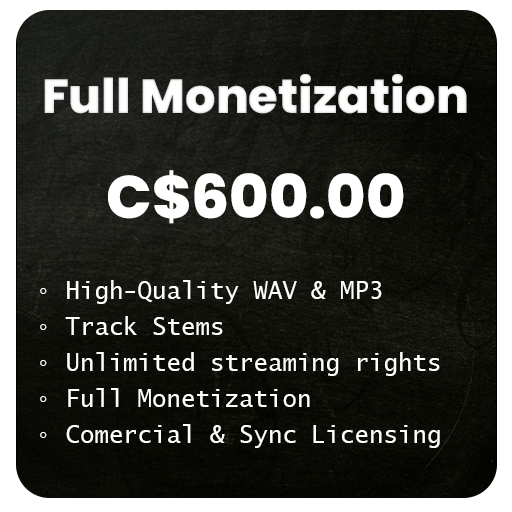 Full Monetization
C$600.00
◦ High-Quality WAV & MP3
◦ Track Stems
◦ Unlimited streaming rights
◦ Full Monetization
◦ Comercial & Sync Licensing